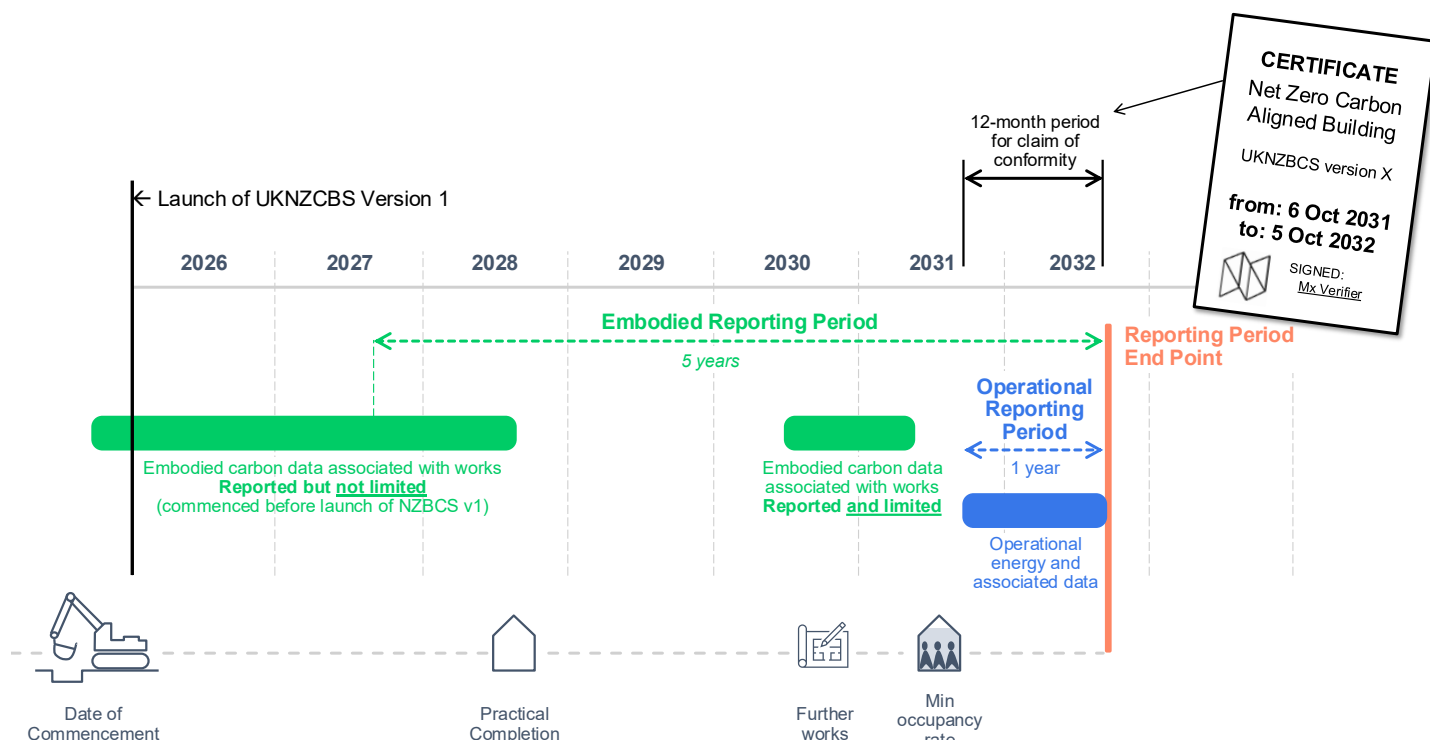 CERTIFICATE
Net Zero Carbon
Aligned Building
UKNZBCS version X
from: 6 Oct 2031
to: 5 Oct 2032
SIGNED:
Mx Verifier
12-month period
for claim of
conformity
← Launch of UKNZCBS Version 1
2026 2027 2028 2029 2030 2031 2032
Embodied Reporting Period
5 years
Reporting Period
End Point
Operational
Reporting
Period
1 year
Embodied carbon data associated with works
Reported but not limited
(commenced before launch of NZBCS v1)
Embodied carbon data
associated with works
Reported and limited
Operational
energy and
associated data
Date of
Commencement
Practical
Completion
Further
works
Min
occupancy
rate